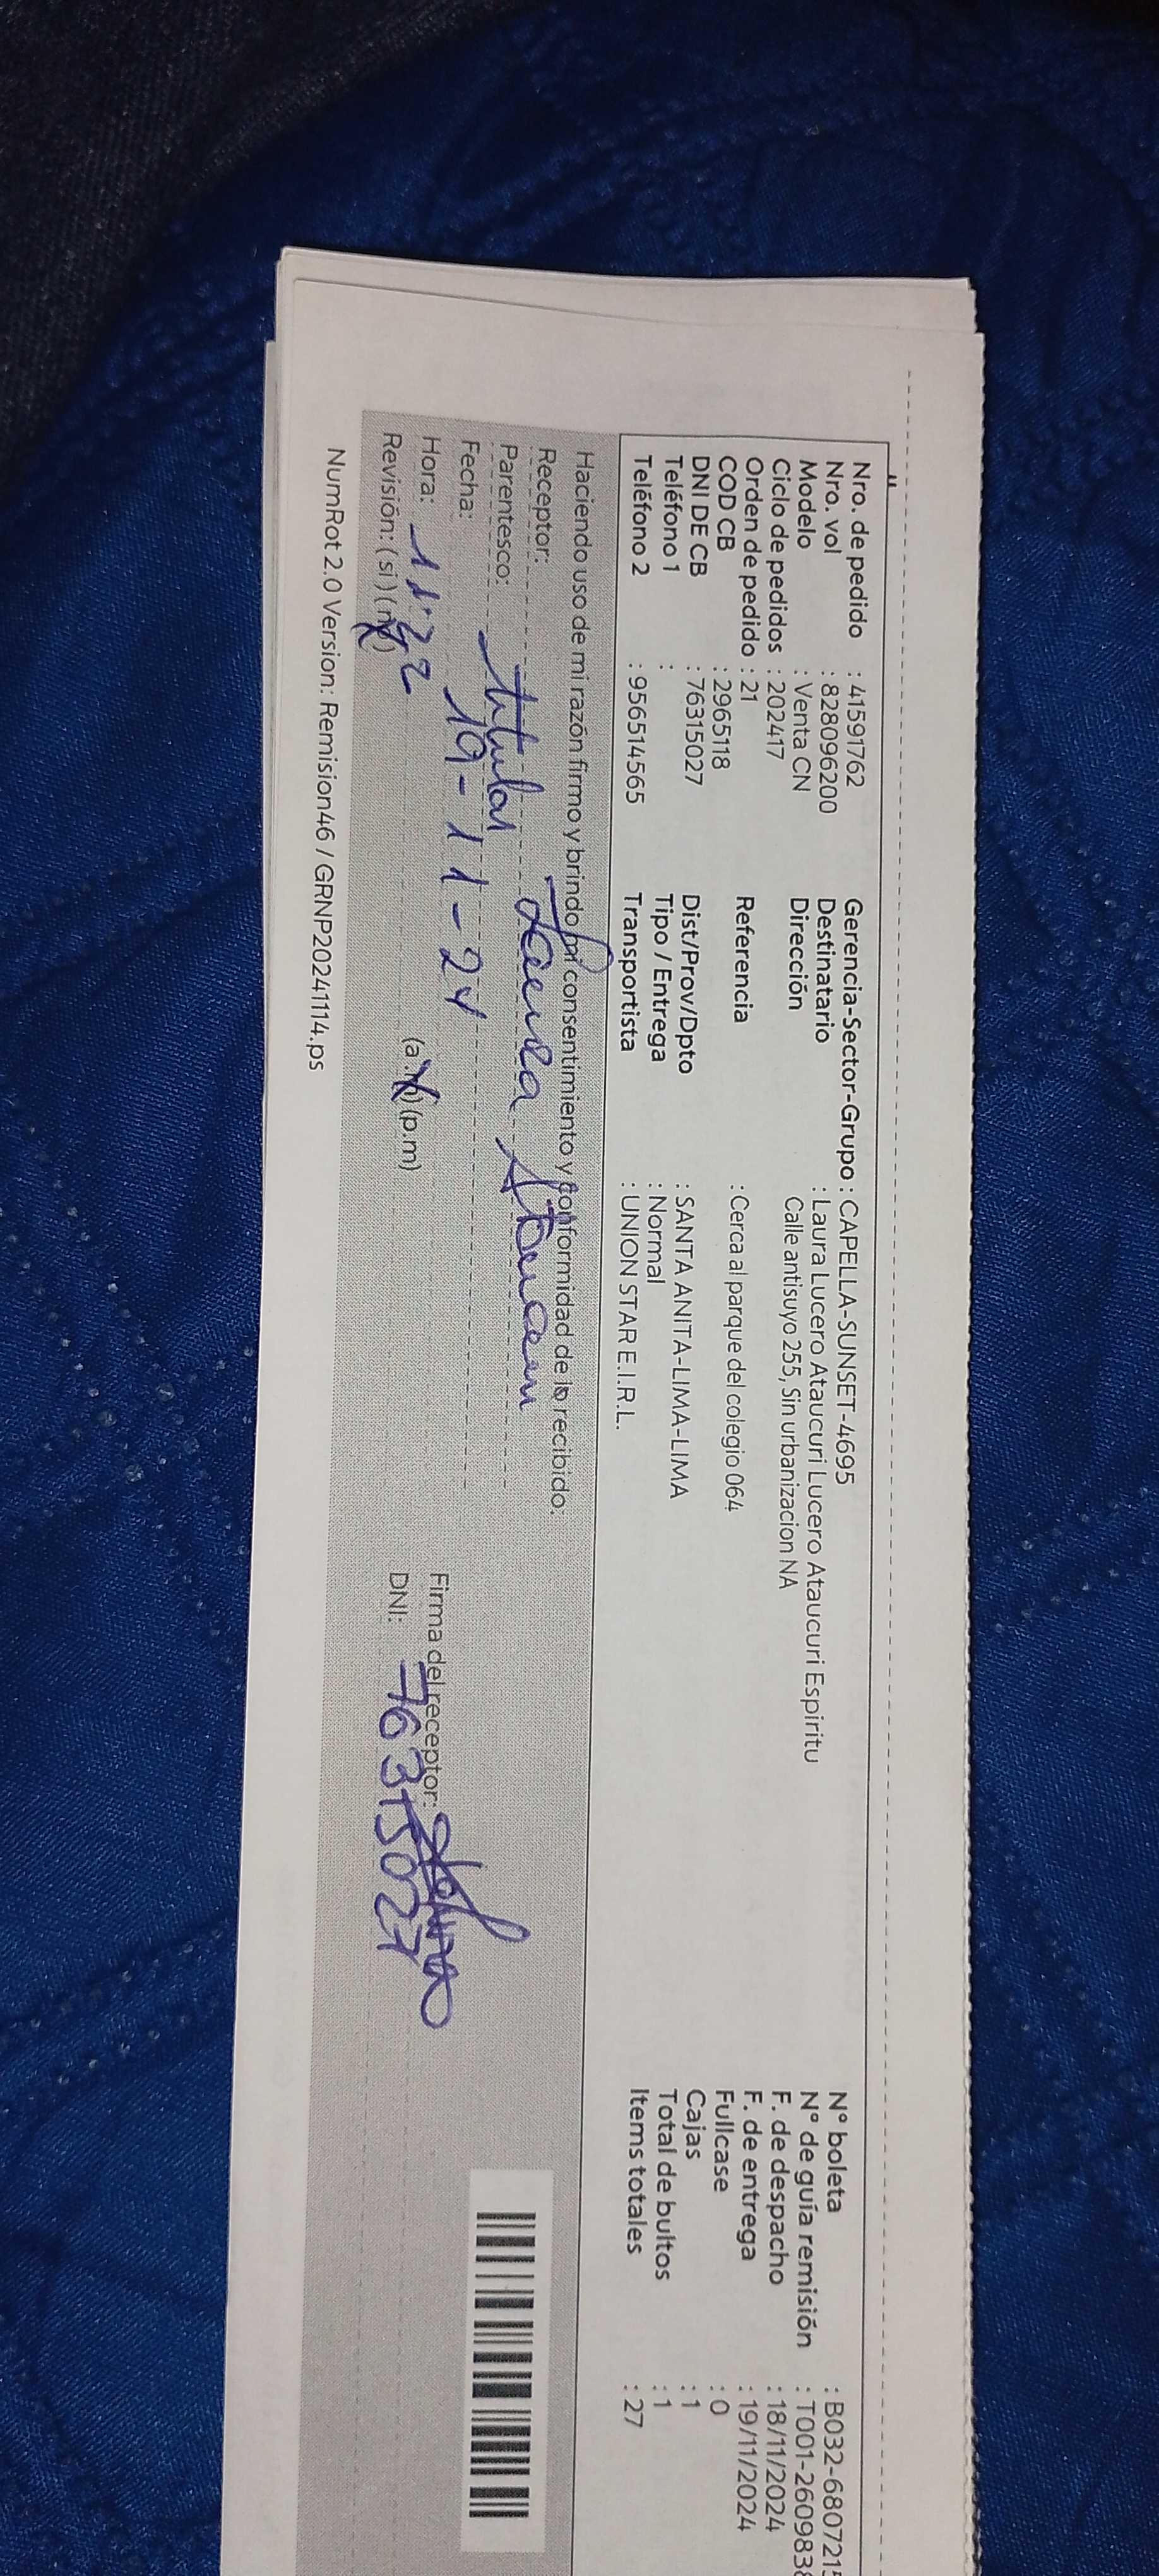 Nro. de pedido : 41591762
Nro. vol : 828096200
Modelo : Venta CN
Ciclo de pedidos : 202417
Orden de pedido : 21
COD CB : 2965118
DNI DE CB : 76315027
Teléfono 1 :
Teléfono 2 : 956514565
Gerencia-Sector-Grupo : CAPELLA-SUNSET-4695
Destinatario : Laura Lucero Ataucuri Lucero Ataucuri Espiritu
Dirección Calle antisuyo 255, Sin urbanizacion NA
Referencia : Cerca al parque del colegio 064
Dist/Prov/Dpto : SANTA ANITA-LIMA-LIMA
Tipo / Entrega : Normal
Transportista : UNION STAR E.I.R.L.
N° boleta : B032-680721
N° de guía remisión : T001-260983
F. de despacho : 18/11/2024
F. de entrega : 19/11/2024
Fullcase : 0
Cajas : 1
Total de bultos : 1
Items totales : 27
Haciendo uso de mi razón firmo y brindo mi consentimiento y conformidad de lo recibido:
Receptor: Laura
Parentesco: titular
Fecha: 19-11-24
Hora: 11:22 (a.m) (p.m)
Revisión: (si) (no)
Firma del receptor:
DNI: 76315027
NumRot 2.0 Version: Remision46 / GRNP20241114.ps